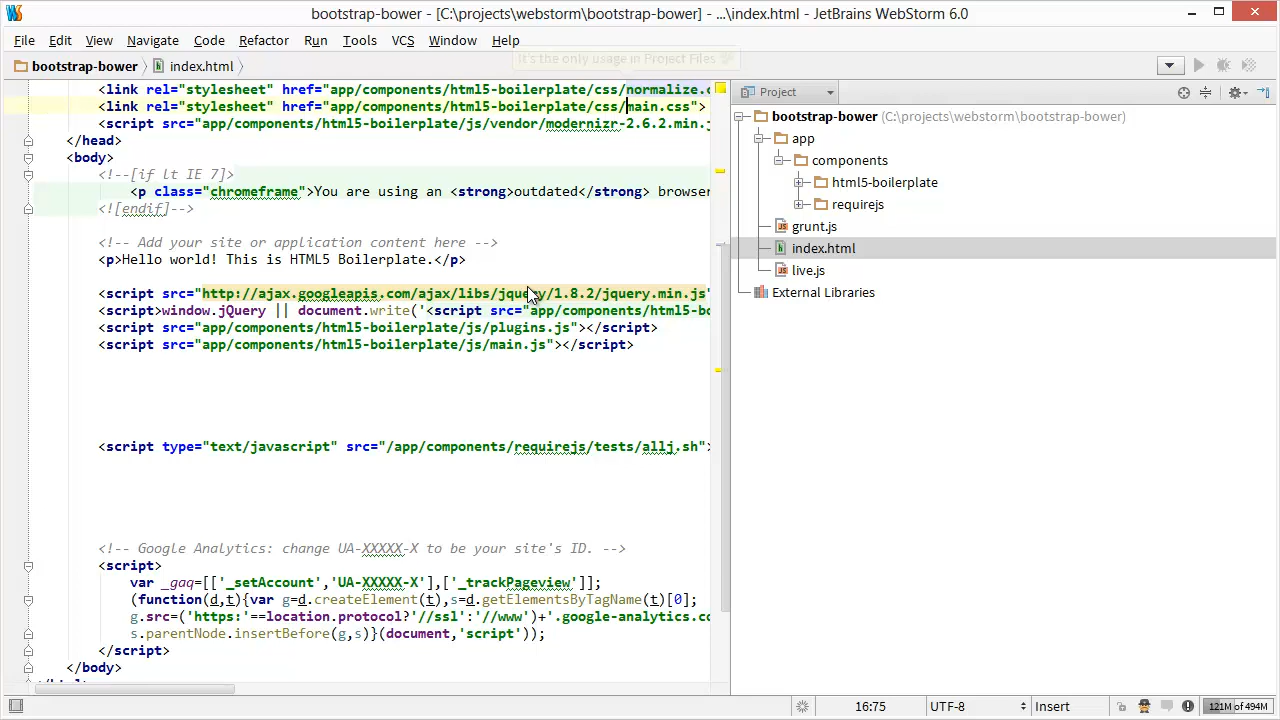 bootstrap-bower - [C:\projects\webstorm\bootstrap-bower] - ...\index.html - JetBrains WebStorm 6.0
File Edit View Navigate Code Refactor Run Tools VCS Window Help
It's the only usage in Project Files
bootstrap-bower index.html
<link rel="stylesheet" href="app/components/html5-boilerplate/css/normalize.c
<link rel="stylesheet" href="app/components/html5-boilerplate/css/main.css">
<script src="app/components/html5-boilerplate/js/vendor/modernizr-2.6.2.min.j
</head>
<body>
<!--[if lt IE 7]>
<p class="chromeframe">You are using an <strong>outdated</strong> browser
<![endif]-->
<!-- Add your site or application content here -->
<p>Hello world! This is HTML5 Boilerplate.</p>
<script src="http://ajax.googleapis.com/ajax/libs/jquery/1.8.2/jquery.min.js"
<script>window.jQuery || document.write('<script src="app/components/html5-bo
<script src="app/components/html5-boilerplate/js/plugins.js"></script>
<script src="app/components/html5-boilerplate/js/main.js"></script>
<script type="text/javascript" src="/app/components/requirejs/tests/allj.sh">
<!-- Google Analytics: change UA-XXXXX-X to be your site's ID. -->
<script>
var _gaq=[['_setAccount','UA-XXXXX-X'],['_trackPageview']];
(function(d,t){var g=d.createElement(t),s=d.getElementsByTagName(t)[0];
g.src=('https:'==location.protocol?'//ssl':'//www')+'.google-analytics.co
s.parentNode.insertBefore(g,s)}(document,'script'));
</script>
</body>
Project
bootstrap-bower (C:\projects\webstorm\bootstrap-bower)
app
components
html5-boilerplate
requirejs
grunt.js
index.html
live.js
External Libraries
16:75 UTF-8 Insert 121M of 494M